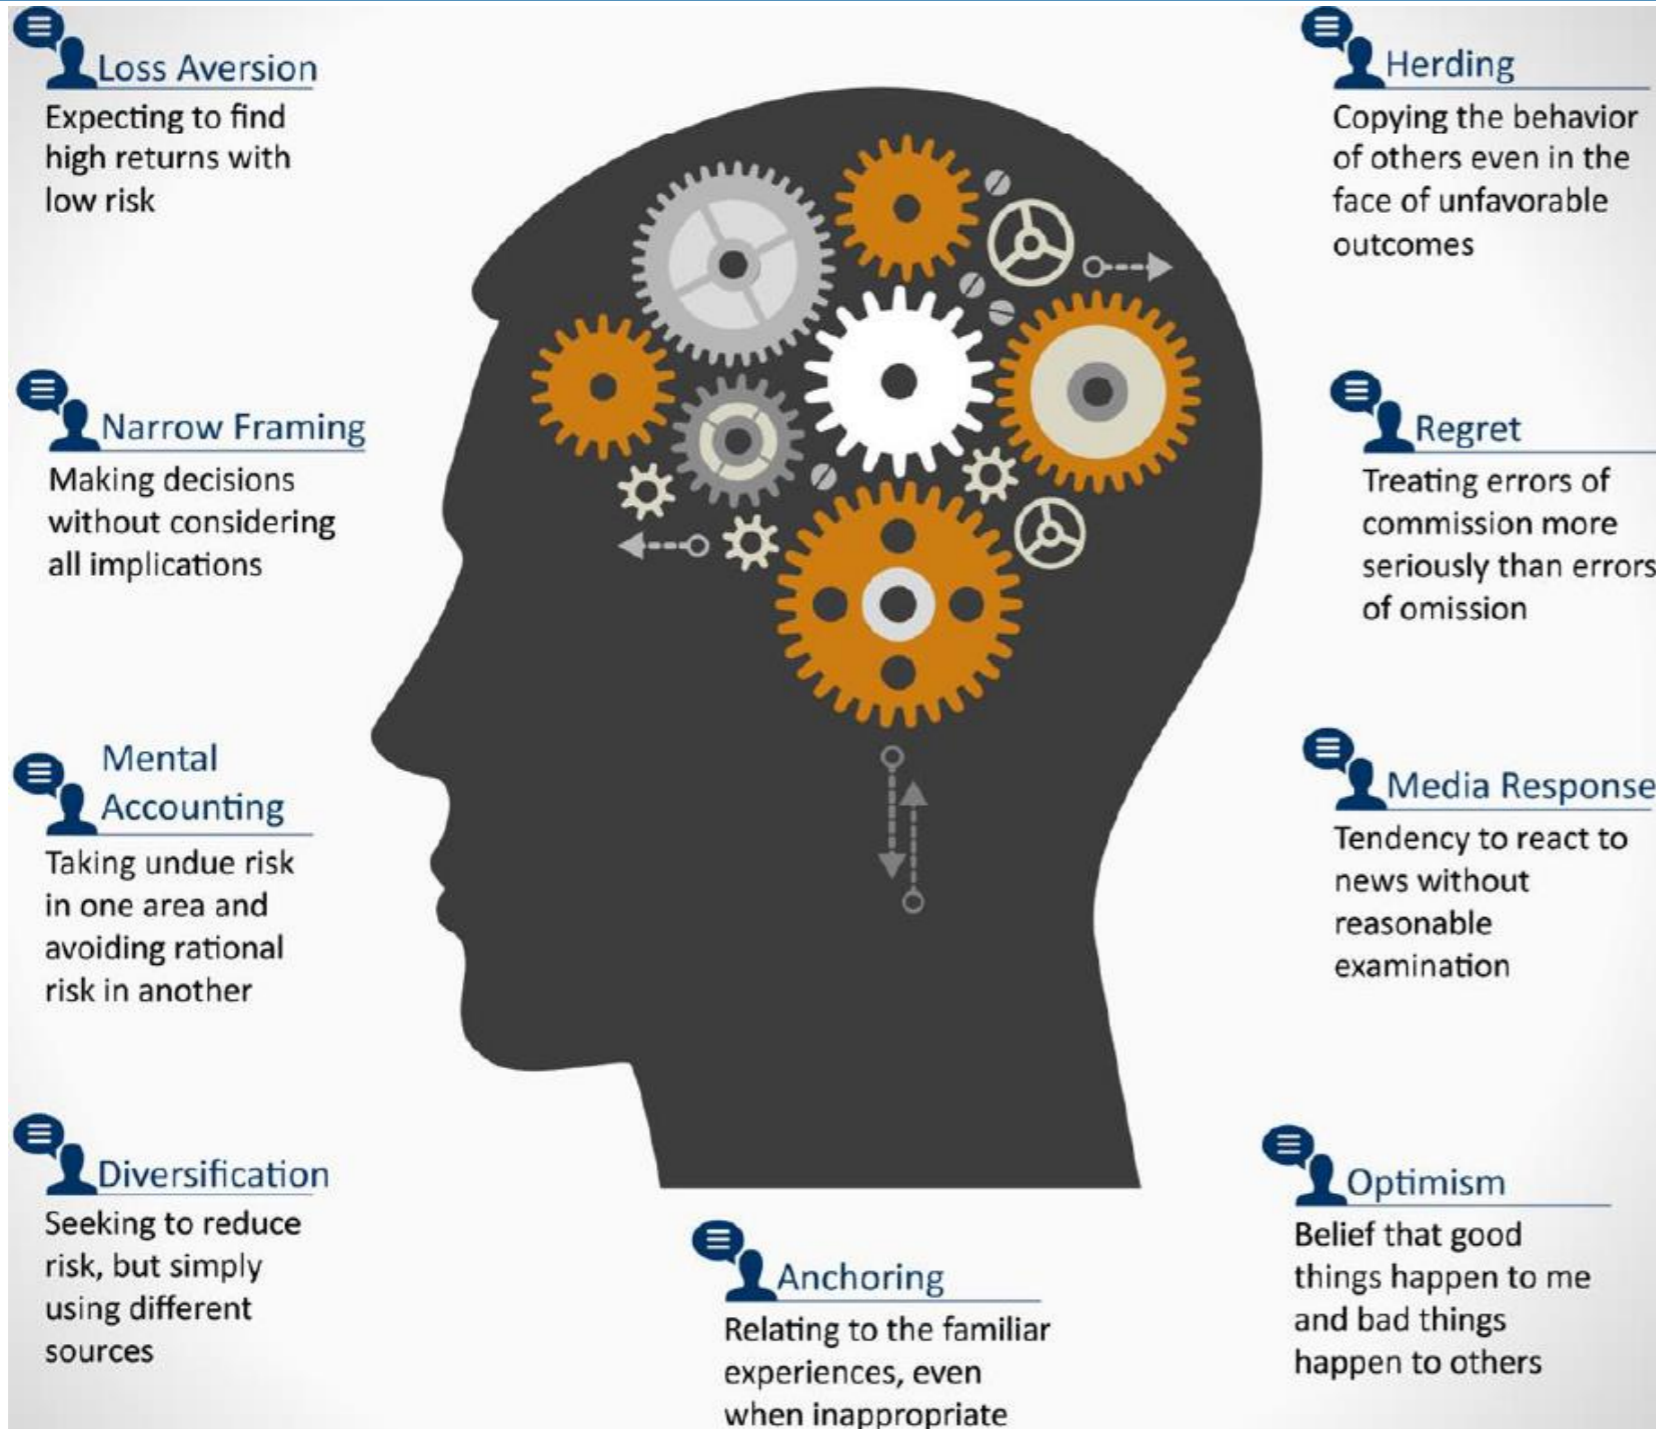 Loss Aversion
Expecting to find
high returns with
low risk
Narrow Framing
Making decisions
without considering
all implications
Mental
Accounting
Taking undue risk
in one area and
avoiding rational
risk in another
Diversification
Seeking to reduce
risk, but simply
using different
sources
Anchoring
Relating to the familiar
experiences, even
when inappropriate
Herding
Copying the behavior
of others even in the
face of unfavorable
outcomes
Regret
Treating errors of
commission more
seriously than errors
of omission
Media Response
Tendency to react to
news without
reasonable
examination
Optimism
Belief that good
things happen to me
and bad things
happen to others